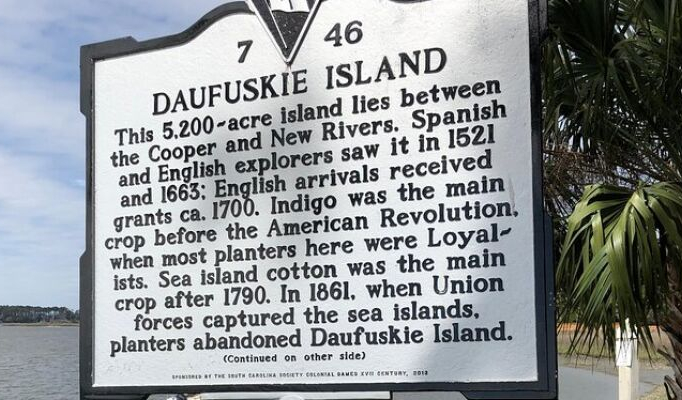 7 46
DAUFUSKIE ISLAND
This 5,200-acre island lies between
the Cooper and New Rivers. Spanish
and English explorers saw it in 1521
and 1663; English arrivals received
grants ca. 1700. Indigo was the main
crop before the American Revolution,
when most planters here were Loyal-
ists. Sea island cotton was the main
crop after 1790. In 1861, when Union
forces captured the sea islands,
planters abandoned Daufuskie Island.
(Continued on other side)
SPONSORED BY THE SOUTH CAROLINA SOCIETY COLONIAL DAMES XVII CENTURY, 2013